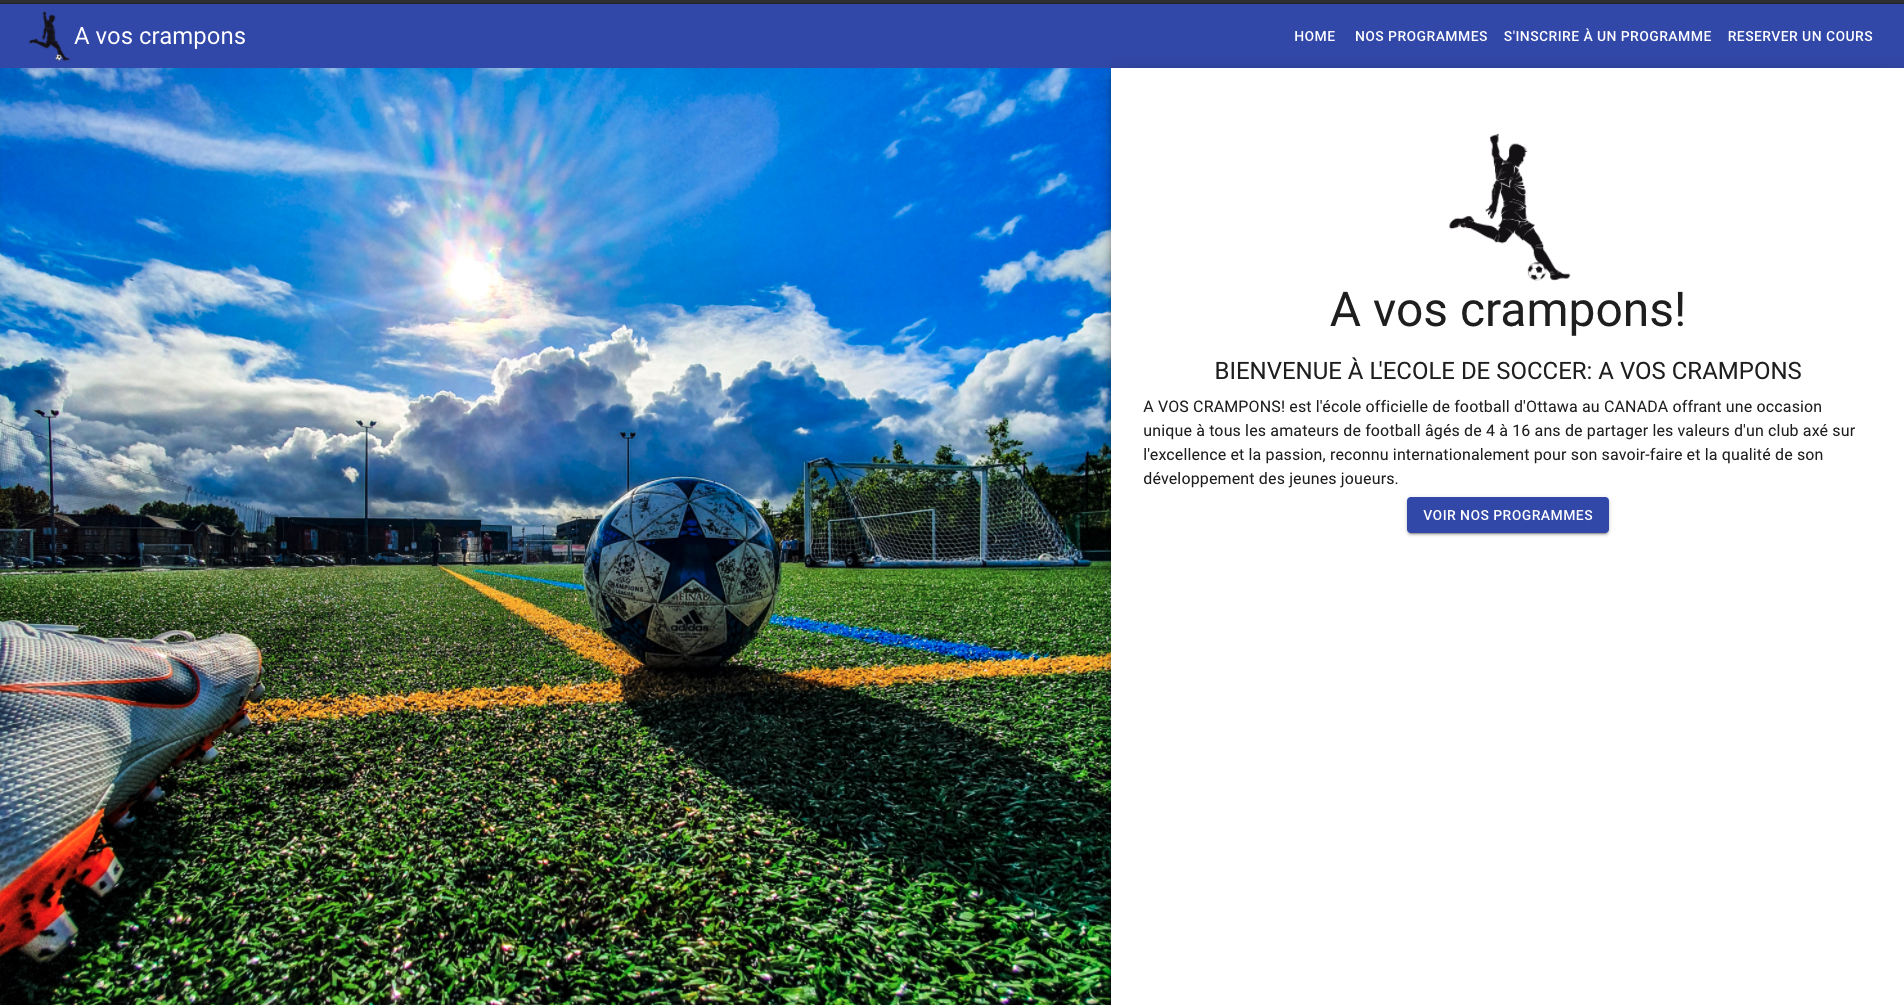 A vos crampons
HOME
NOS PROGRAMMES
S'INSCRIRE À UN PROGRAMME
RESERVER UN COURS
A vos crampons!
BIENVENUE À L'ECOLE DE SOCCER: A VOS CRAMPONS
A VOS CRAMPONS! est l'école officielle de football d'Ottawa au CANADA offrant une occasion
unique à tous les amateurs de football âgés de 4 à 16 ans de partager les valeurs d'un club axé sur
l'excellence et la passion, reconnu internationalement pour son savoir-faire et la qualité de son
développement des jeunes joueurs.
VOIR NOS PROGRAMMES
CHAMPIONS
LEAGUE
FINAL
adidas